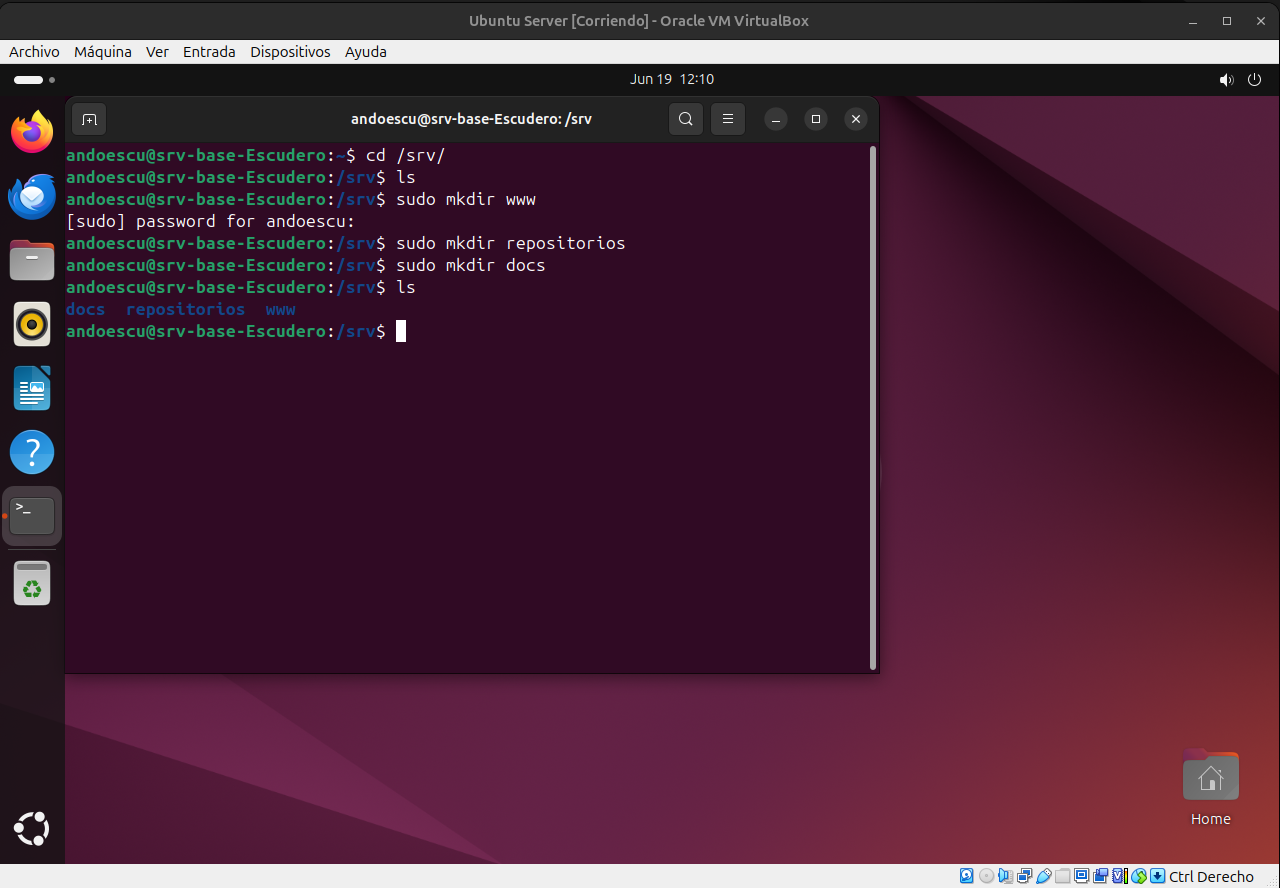 Ubuntu Server [Corriendo] - Oracle VM VirtualBox
Archivo Máquina Ver Entrada Dispositivos Ayuda
Jun 19 12:10
andoescu@srv-base-Escudero: /srv
andoescu@srv-base-Escudero:~$ cd /srv/
andoescu@srv-base-Escudero:/srv$ ls
andoescu@srv-base-Escudero:/srv$ sudo mkdir www
[sudo] password for andoescu:
andoescu@srv-base-Escudero:/srv$ sudo mkdir repositorios
andoescu@srv-base-Escudero:/srv$ sudo mkdir docs
andoescu@srv-base-Escudero:/srv$ ls
docs repositorios www
andoescu@srv-base-Escudero:/srv$
Home
Ctrl Derecho